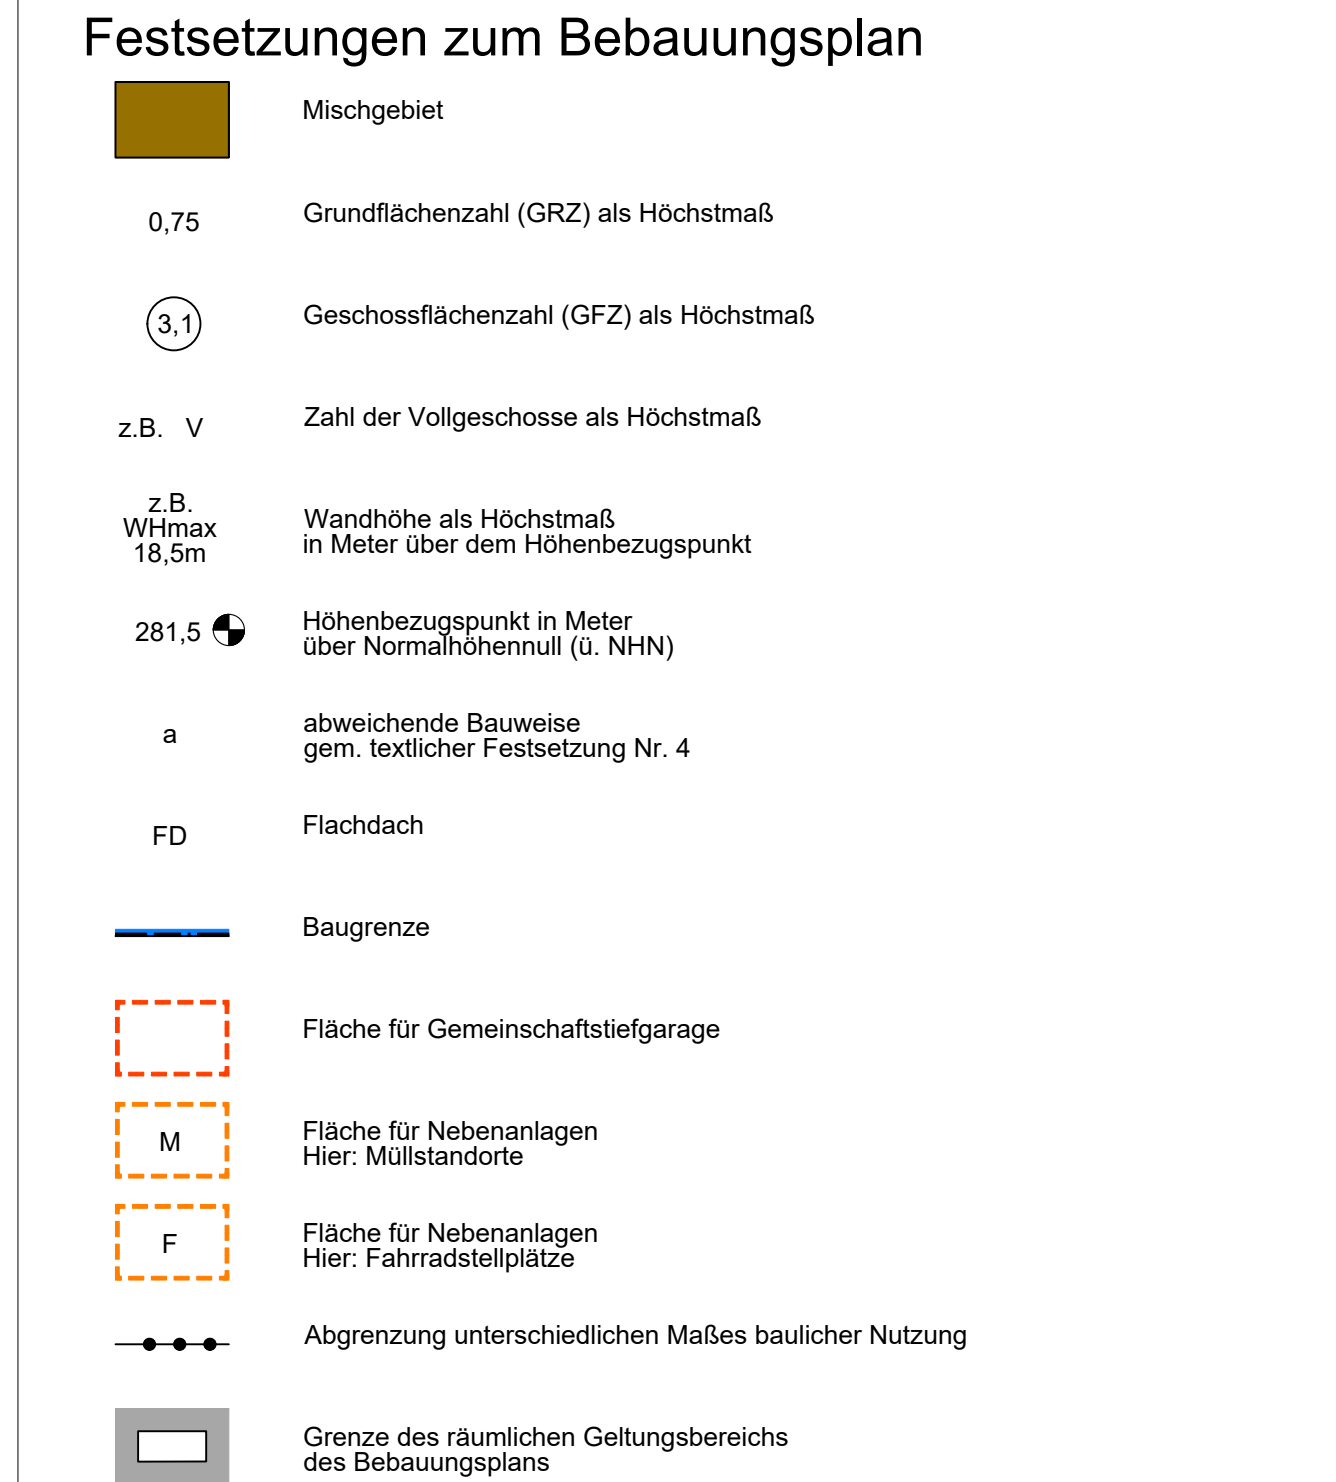 Festsetzungen zum Bebauungsplan
Mischgebiet
0,75
Grundflächenzahl (GRZ) als Höchstmaß
3,1
Geschossflächenzahl (GFZ) als Höchstmaß
z.B. V
Zahl der Vollgeschosse als Höchstmaß
z.B.
WHmax
18,5m
Wandhöhe als Höchstmaß
in Meter über dem Höhenbezugspunkt
281,5
Höhenbezugspunkt in Meter
über Normalhöhennull (ü. NHN)
a
abweichende Bauweise
gem. textlicher Festsetzung Nr. 4
FD
Flachdach
Baugrenze
Fläche für Gemeinschaftstiefgarage
M
Fläche für Nebenanlagen
Hier: Müllstandorte
F
Fläche für Nebenanlagen
Hier: Fahrradstellplätze
Abgrenzung unterschiedlichen Maßes baulicher Nutzung
Grenze des räumlichen Geltungsbereichs
des Bebauungsplans